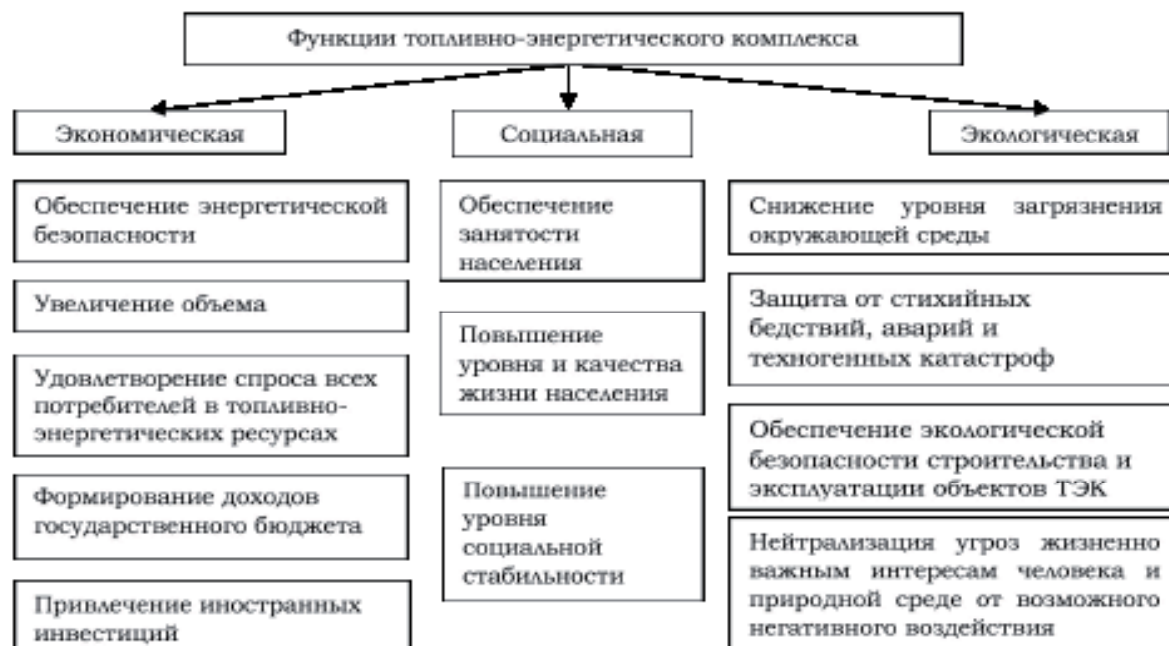 Функции топливно-энергетического комплекса
Экономическая
Социальная
Экологическая
Обеспечение энергетической
безопасности
Увеличение объема
Удовлетворение спроса всех
потребителей в топливно-
энергетических ресурсах
Формирование доходов
государственного бюджета
Привлечение иностранных
инвестиций
Обеспечение
занятости
населения
Повышение
уровня и качества
жизни населения
Повышение
уровня
социальной
стабильности
Снижение уровня загрязнения
окружающей среды
Защита от стихийных
бедствий, аварий и
техногенных катастроф
Обеспечение экологической
безопасности строительства и
эксплуатации объектов ТЭК
Нейтрализация угроз жизненно
важным интересам человека и
природной среде от возможного
негативного воздействия